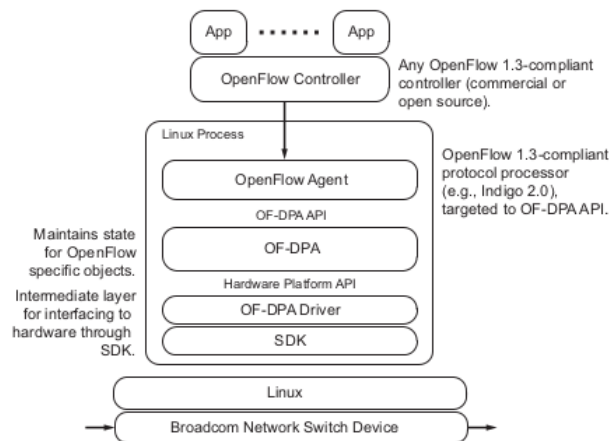 App
App
OpenFlow Controller
Any OpenFlow 1.3-compliant
controller (commercial or
open source).
Linux Process
OpenFlow Agent
OpenFlow 1.3-compliant
protocol processor
(e.g., Indigo 2.0),
targeted to OF-DPA API.
OF-DPA API
Maintains state
for OpenFlow
specific objects.
OF-DPA
Hardware Platform API
Intermediate layer
for interfacing to
hardware through
SDK.
OF-DPA Driver
SDK
Linux
Broadcom Network Switch Device